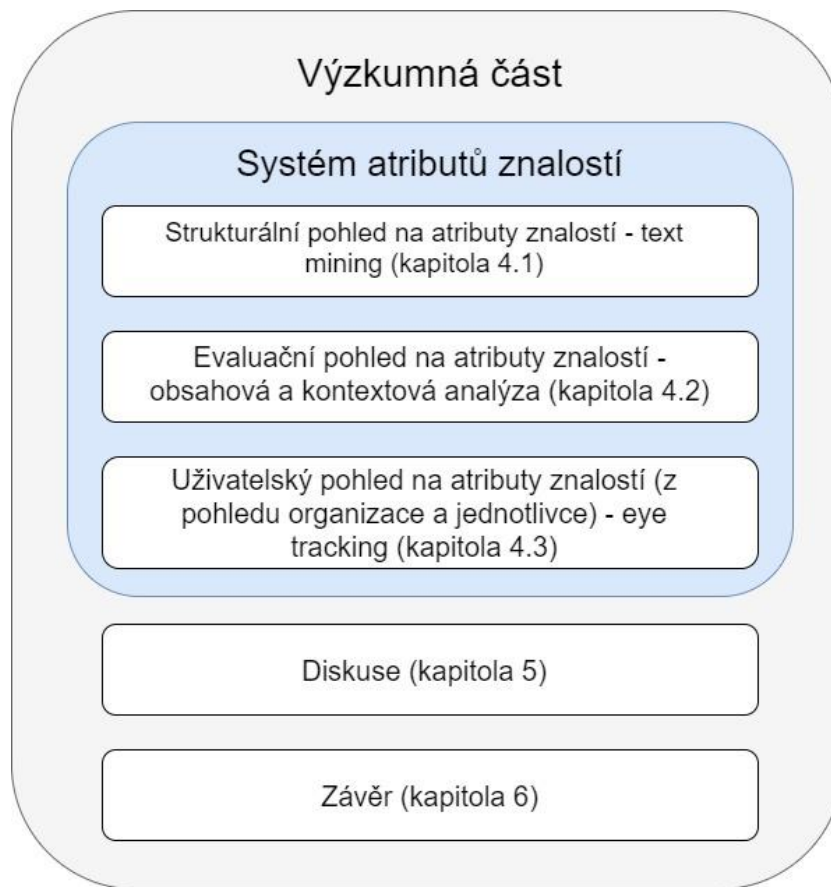 Výzkumná část
Systém atributů znalostí
Strukturální pohled na atributy znalostí - text
mining (kapitola 4.1)
Evaluační pohled na atributy znalostí -
obsahová a kontextová analýza (kapitola 4.2)
Uživatelský pohled na atributy znalostí (z
pohledu organizace a jednotlivce) - eye
tracking (kapitola 4.3)
Diskuse (kapitola 5)
Závěr (kapitola 6)